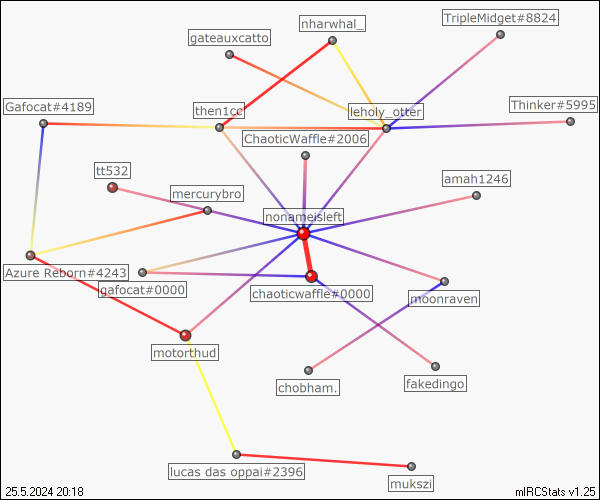 nharwhal_
TripleMidget#8824
gateauxcatto
Gafocat#4189
then1cc
leholy_otter
Thinker#5995
ChaoticWaffle#2006
tt532
mercurybro
amah1246
nonameisleft
Azure Reborn#4243
gafocat#0000
chaoticwaffle#0000
moonraven
motorthud
chobham.
fakedingo
lucas das oppai#2396
mukszi
25.5.2024 20:18
mIRCStats v1.25